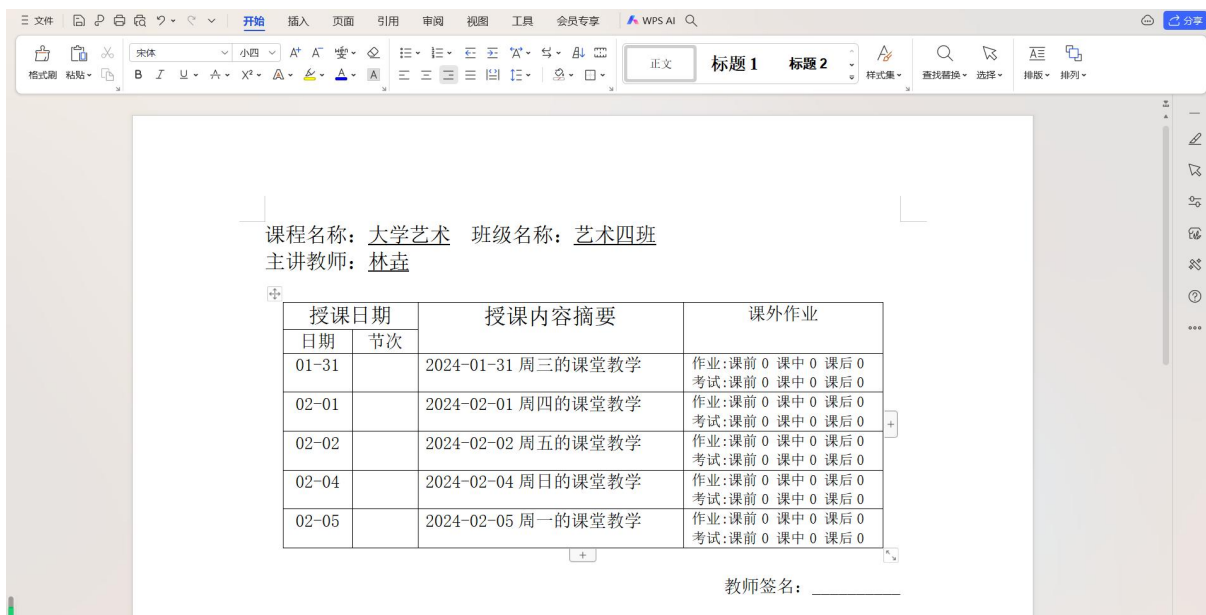 三 文件 开始 插入 页面 引用 审阅 视图 工具 会员专享 WPS AI 分享
宋体 小四 A⁺ A⁻
B I U A X² A A A
格式刷 粘贴 正文 标题 1 标题 2 样式集 查找替换 选择 排版 排列
课程名称：大学艺术 班级名称：艺术四班
主讲教师：林垚
授课日期 授课内容摘要 课外作业
日期 节次
01-31 2024-01-31 周三的课堂教学 作业:课前 0 课中 0 课后 0
考试:课前 0 课中 0 课后 0
02-01 2024-02-01 周四的课堂教学 作业:课前 0 课中 0 课后 0
考试:课前 0 课中 0 课后 0
02-02 2024-02-02 周五的课堂教学 作业:课前 0 课中 0 课后 0
考试:课前 0 课中 0 课后 0
02-04 2024-02-04 周日的课堂教学 作业:课前 0 课中 0 课后 0
考试:课前 0 课中 0 课后 0
02-05 2024-02-05 周一的课堂教学 作业:课前 0 课中 0 课后 0
考试:课前 0 课中 0 课后 0
教师签名：